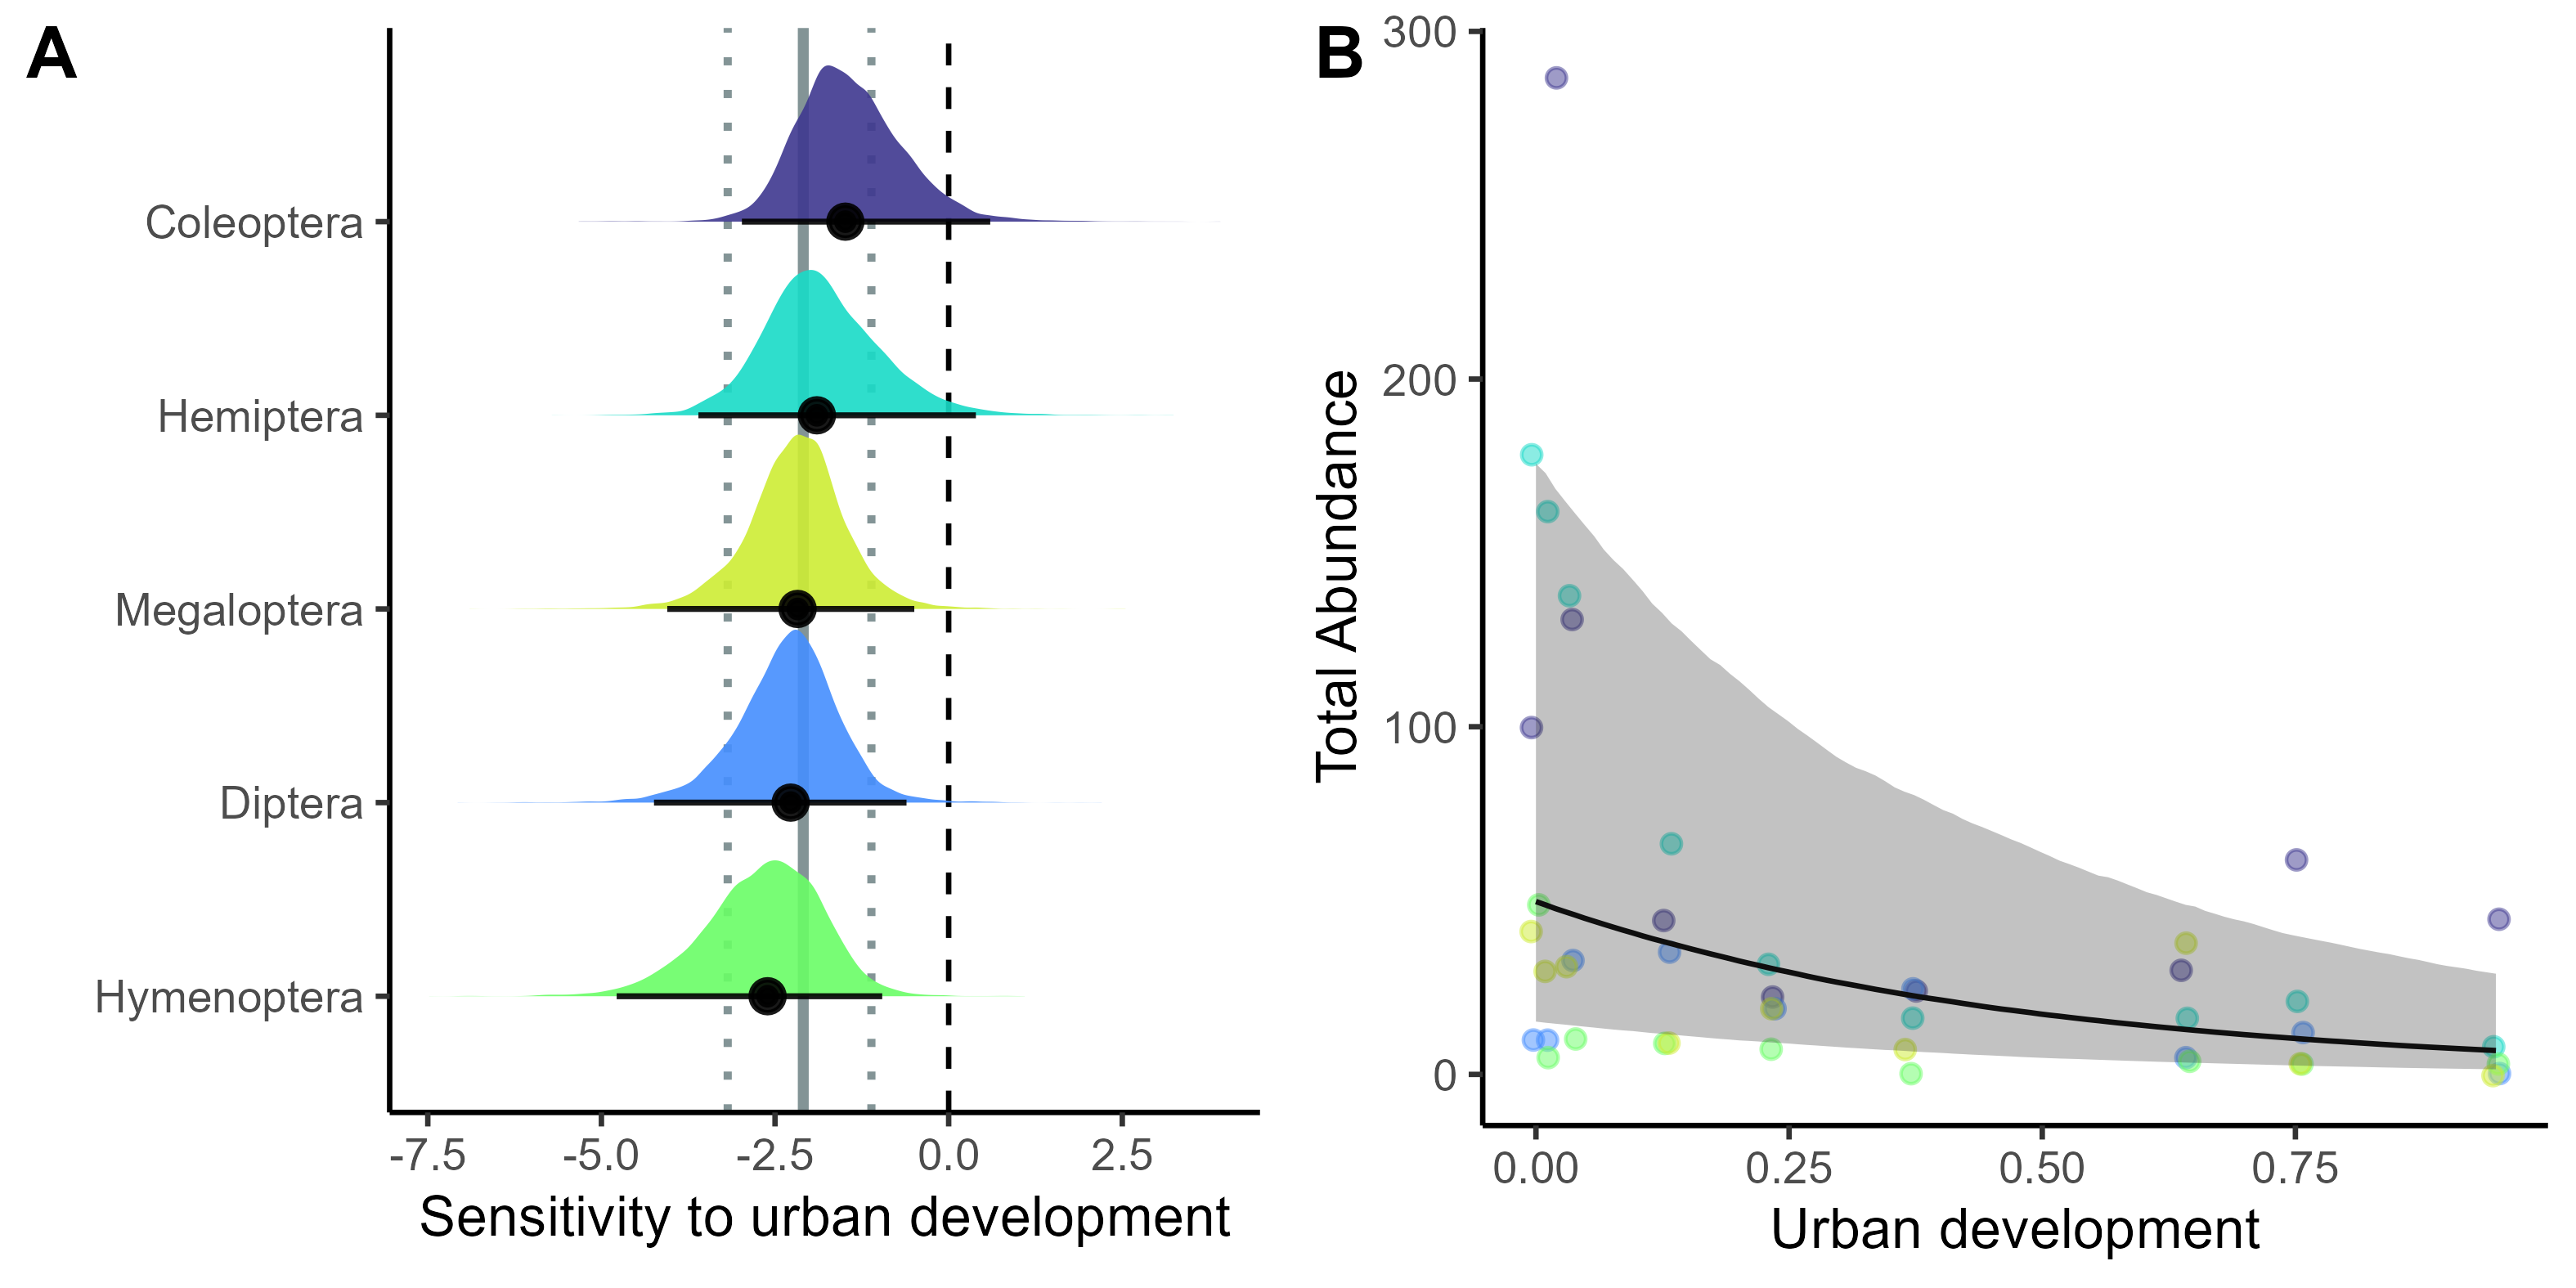 A
Coleoptera
Hemiptera
Megaloptera
Diptera
Hymenoptera
-7.5 -5.0 -2.5 0.0 2.5
Sensitivity to urban development
B
Total Abundance
300
200
100
0
0.00 0.25 0.50 0.75
Urban development